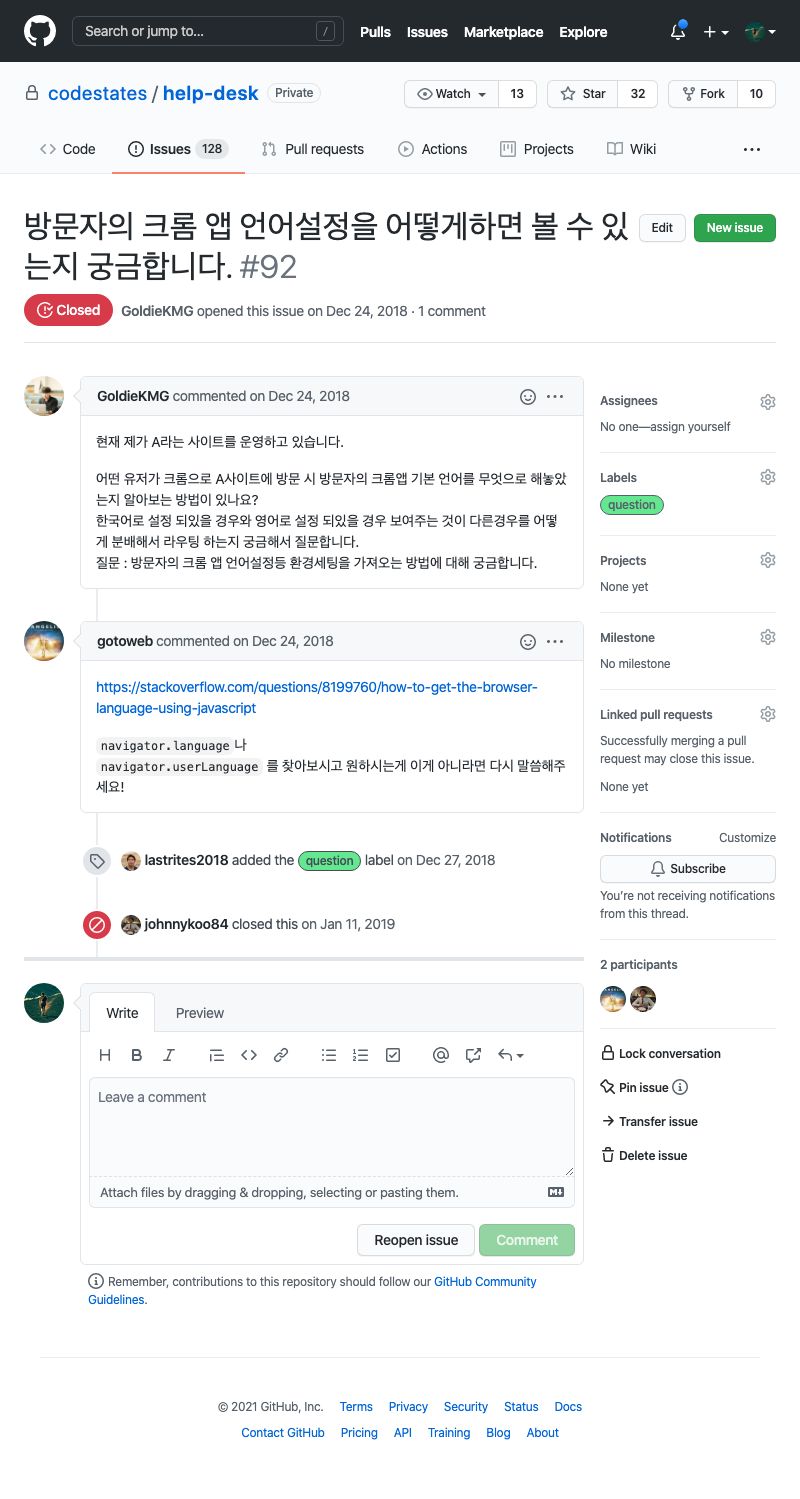 Search or jump to... /
Pulls Issues Marketplace Explore
codestates / help-desk Private
Watch 13 Star 32 Fork 10
Code Issues 128 Pull requests Actions Projects Wiki
방문자의 크롬 앱 언어설정을 어떻게하면 볼 수 있
는지 궁금합니다. #92
Edit New issue
Closed GoldieKMG opened this issue on Dec 24, 2018 · 1 comment
GoldieKMG commented on Dec 24, 2018
현재 제가 A라는 사이트를 운영하고 있습니다.
어떤 유저가 크롬으로 A사이트에 방문 시 방문자의 크롬앱 기본 언어를 무엇으로 해놓았
는지 알아보는 방법이 있나요?
한국어로 설정 되있을 경우와 영어로 설정 되있을 경우 보여주는 것이 다른경우를 어떻
게 분배해서 라우팅 하는지 궁금해서 질문합니다.
질문 : 방문자의 크롬 앱 언어설정등 환경세팅을 가져오는 방법에 대해 궁금합니다.
gotoweb commented on Dec 24, 2018
https://stackoverflow.com/questions/8199760/how-to-get-the-browser-
language-using-javascript
navigator.language 나
navigator.userLanguage 를 찾아보시고 원하시는게 이게 아니라면 다시 말씀해주
세요!
lastrites2018 added the question label on Dec 27, 2018
johnnykoo84 closed this on Jan 11, 2019
Write Preview
Leave a comment
Attach files by dragging & dropping, selecting or pasting them.
Reopen issue Comment
Remember, contributions to this repository should follow our GitHub Community
Guidelines.
Assignees
No one—assign yourself
Labels
question
Projects
None yet
Milestone
No milestone
Linked pull requests
Successfully merging a pull
request may close this issue.
None yet
Notifications Customize
Subscribe
You're not receiving notifications
from this thread.
2 participants
Lock conversation
Pin issue
Transfer issue
Delete issue
© 2021 GitHub, Inc. Terms Privacy Security Status Docs
Contact GitHub Pricing API Training Blog About